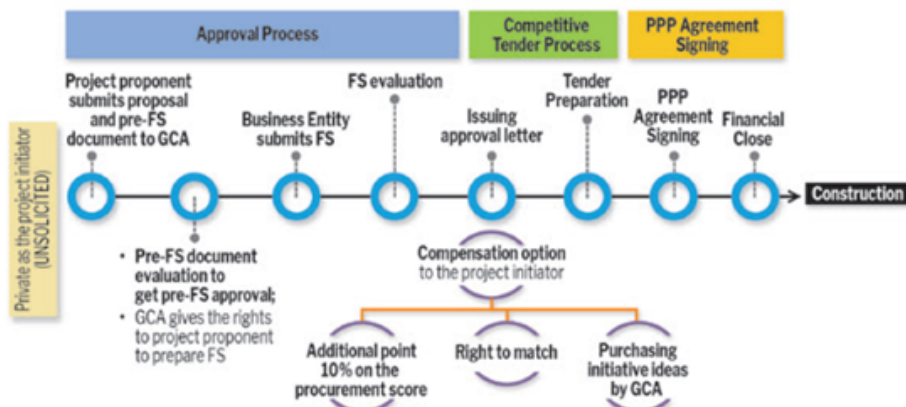 Approval Process
Competitive
Tender Process
PPP Agreement
Signing
Private as the project initiator
(UNSOLICITED)
Project proponent
submits proposal
and pre-FS
document to GCA
Business Entity
submits FS
FS evaluation
Issuing
approval letter
Tender
Preparation
PPP
Agreement
Signing
Financial
Close
Construction
• Pre-FS document
evaluation to
get pre-FS approval;
• GCA gives the rights
to project proponent
to prepare FS
Compensation option
to the project initiator
Additional point
10% on the
procurement score
Right to match
Purchasing
initiative ideas
by GCA